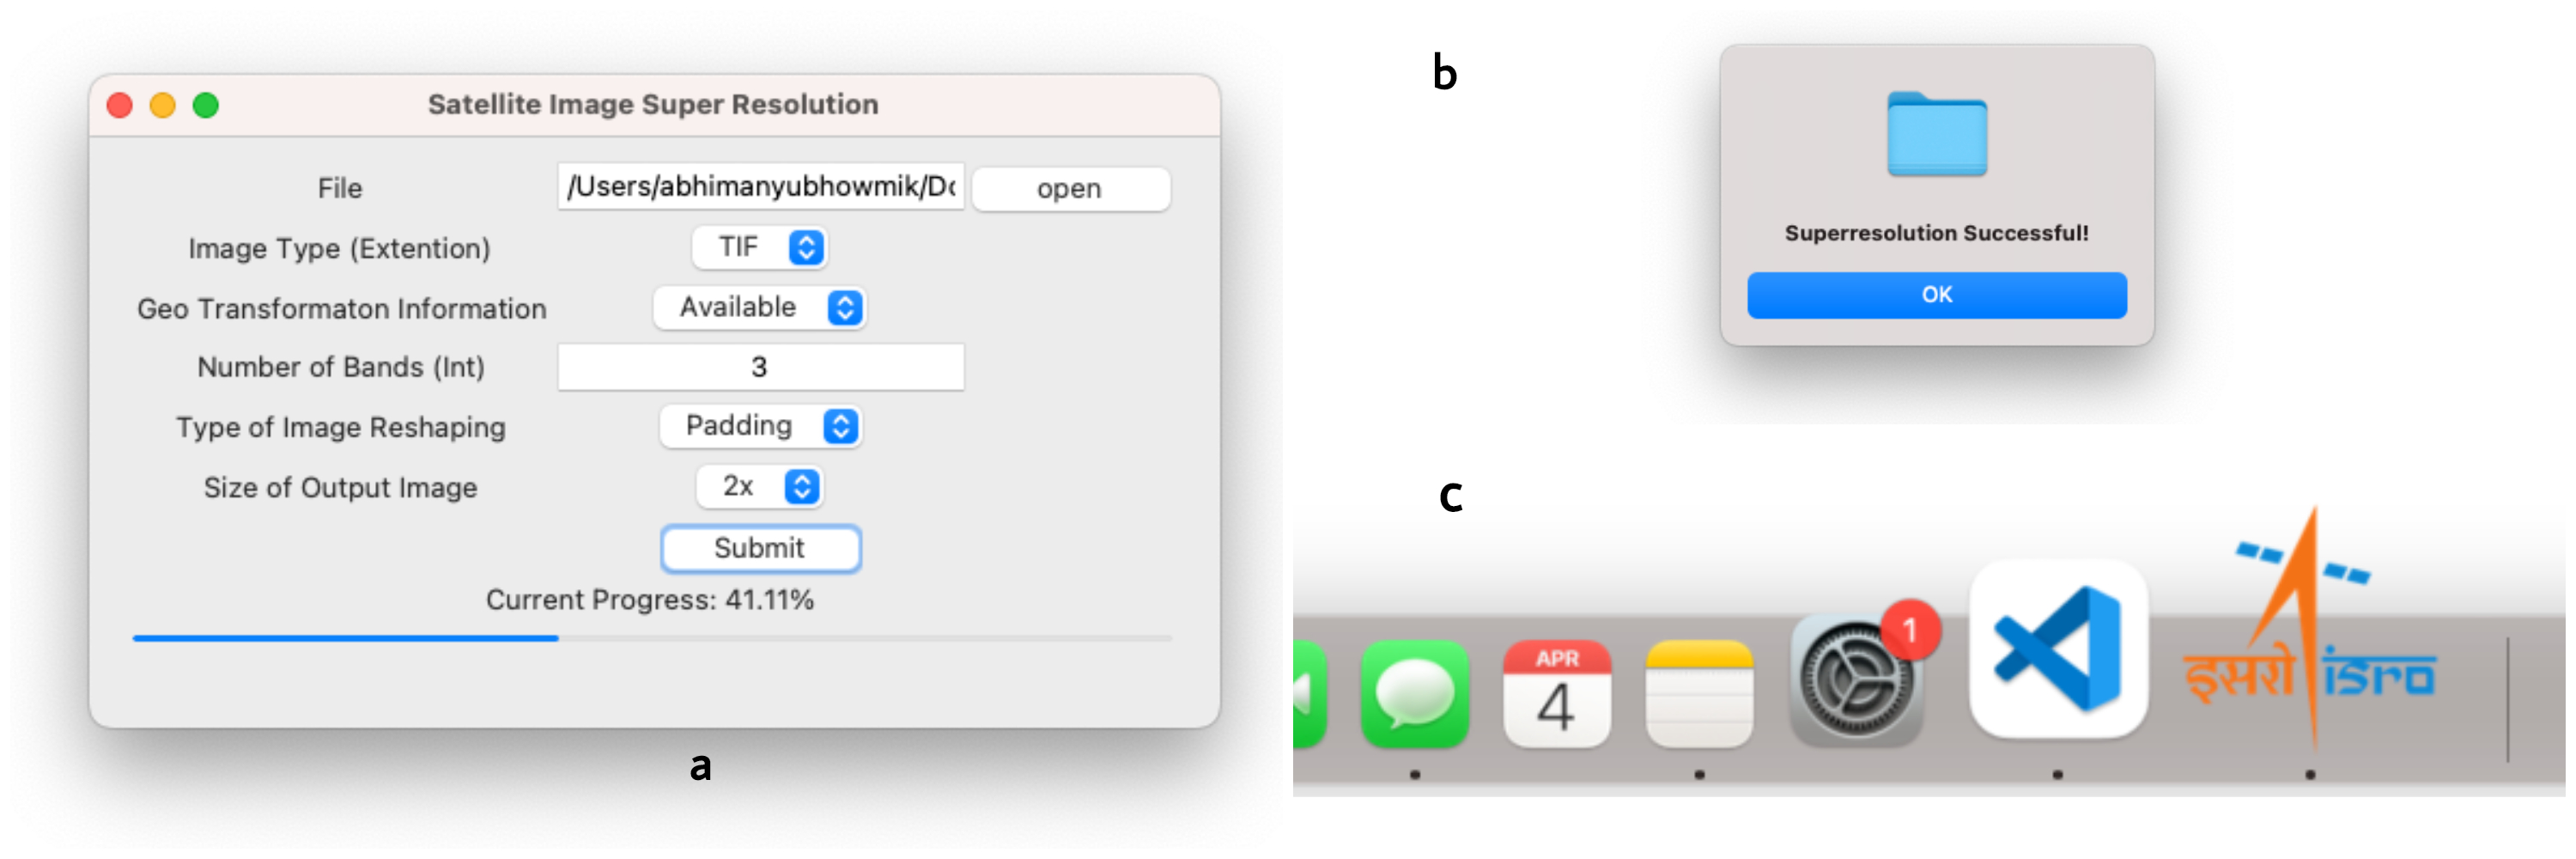 Satellite Image Super Resolution
File /Users/abhimanyubhowmik/Dc open
Image Type (Extention) TIF
Geo Transformaton Information Available
Number of Bands (Int) 3
Type of Image Reshaping Padding
Size of Output Image 2x
Submit
Current Progress: 41.11%
a
b
Superresolution Successful!
OK
c
1
APR
4
इसरो isro